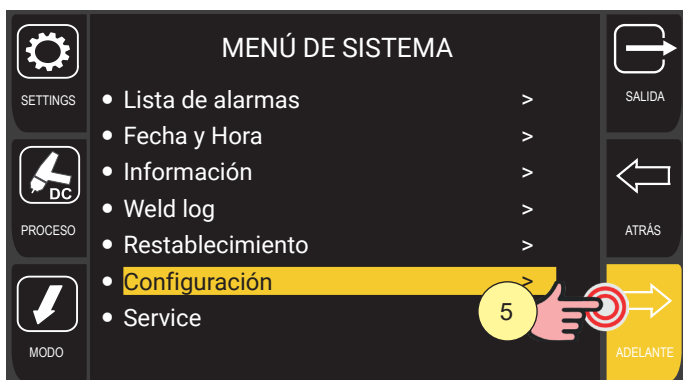 MENÚ DE SISTEMA
SETTINGS
DC
PROCESO
MODO
• Lista de alarmas >
• Fecha y Hora >
• Información >
• Weld log >
• Restablecimiento >
• Configuración >
• Service
5
SALIDA
ATRÁS
ADELANTE